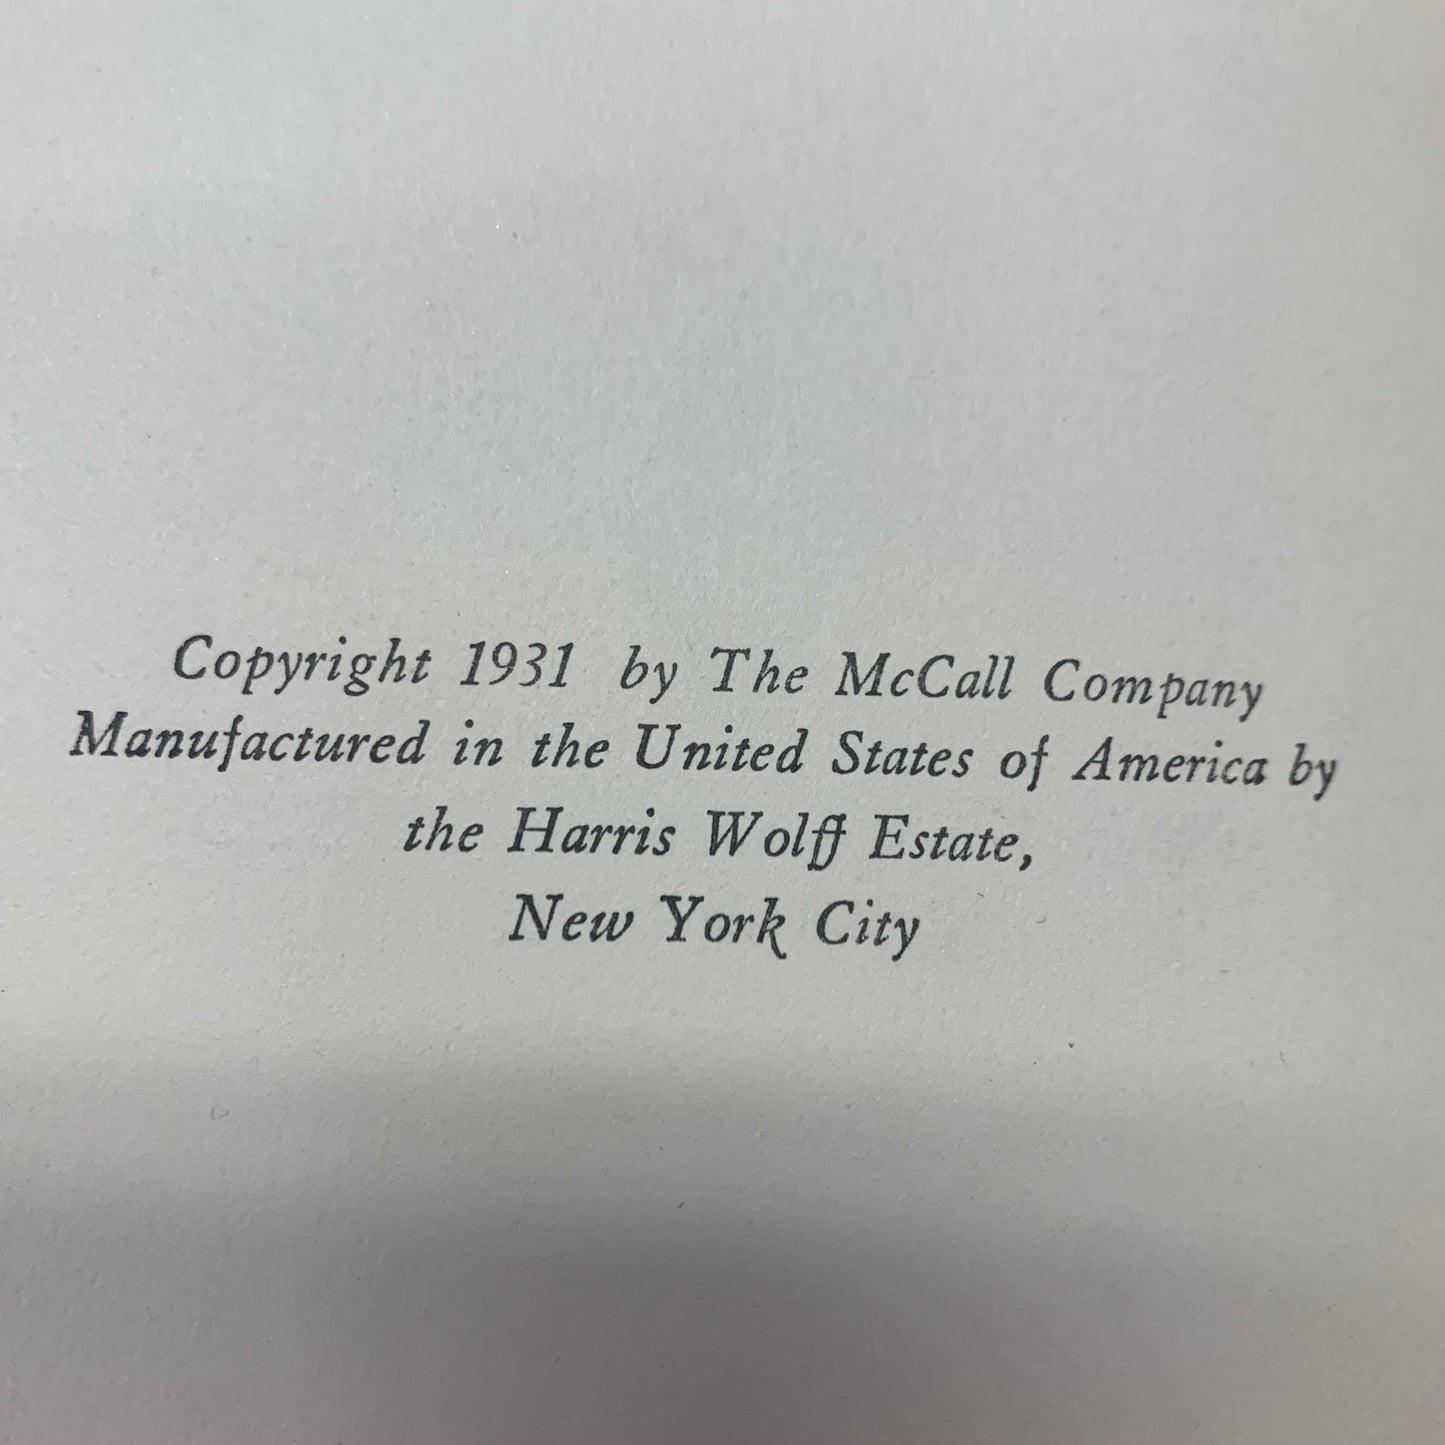 Copyright 1931 by The McCall Company
Manufactured in the United States of America by
the Harris Wolff Estate,
New York City